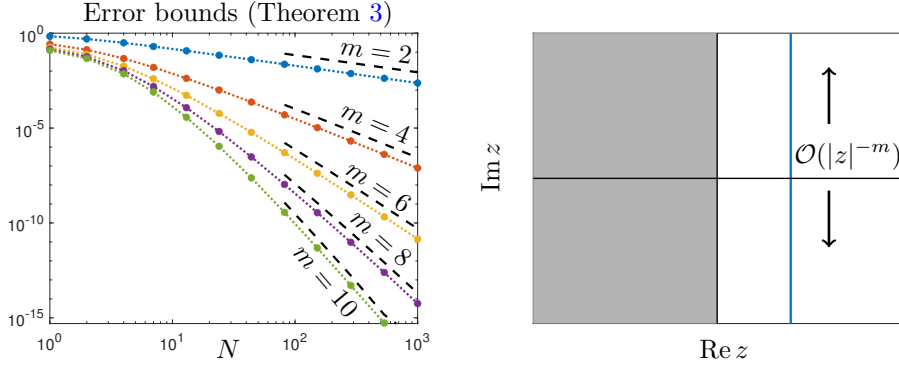 Error bounds (Theorem 3)
10^0
10^-5
10^-10
10^-15
m = 2
m = 4
m = 6
m = 8
m = 10
10^0 10^1 10^2 10^3
N
Im z
O(|z|^-m)
Re z